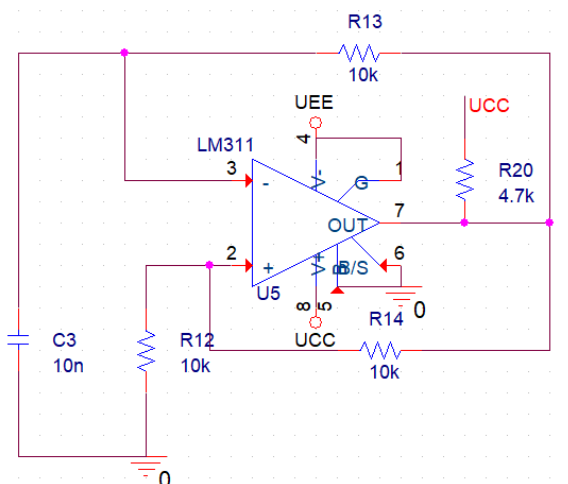 R13
10k
UEE
UCC
LM311
4
3
1
R20
4.7k
-
V-
G
7
OUT
2
6
+
V+
B
B/S
U5
8
5
0
R14
UCC
C3
10n
R12
10k
10k
0